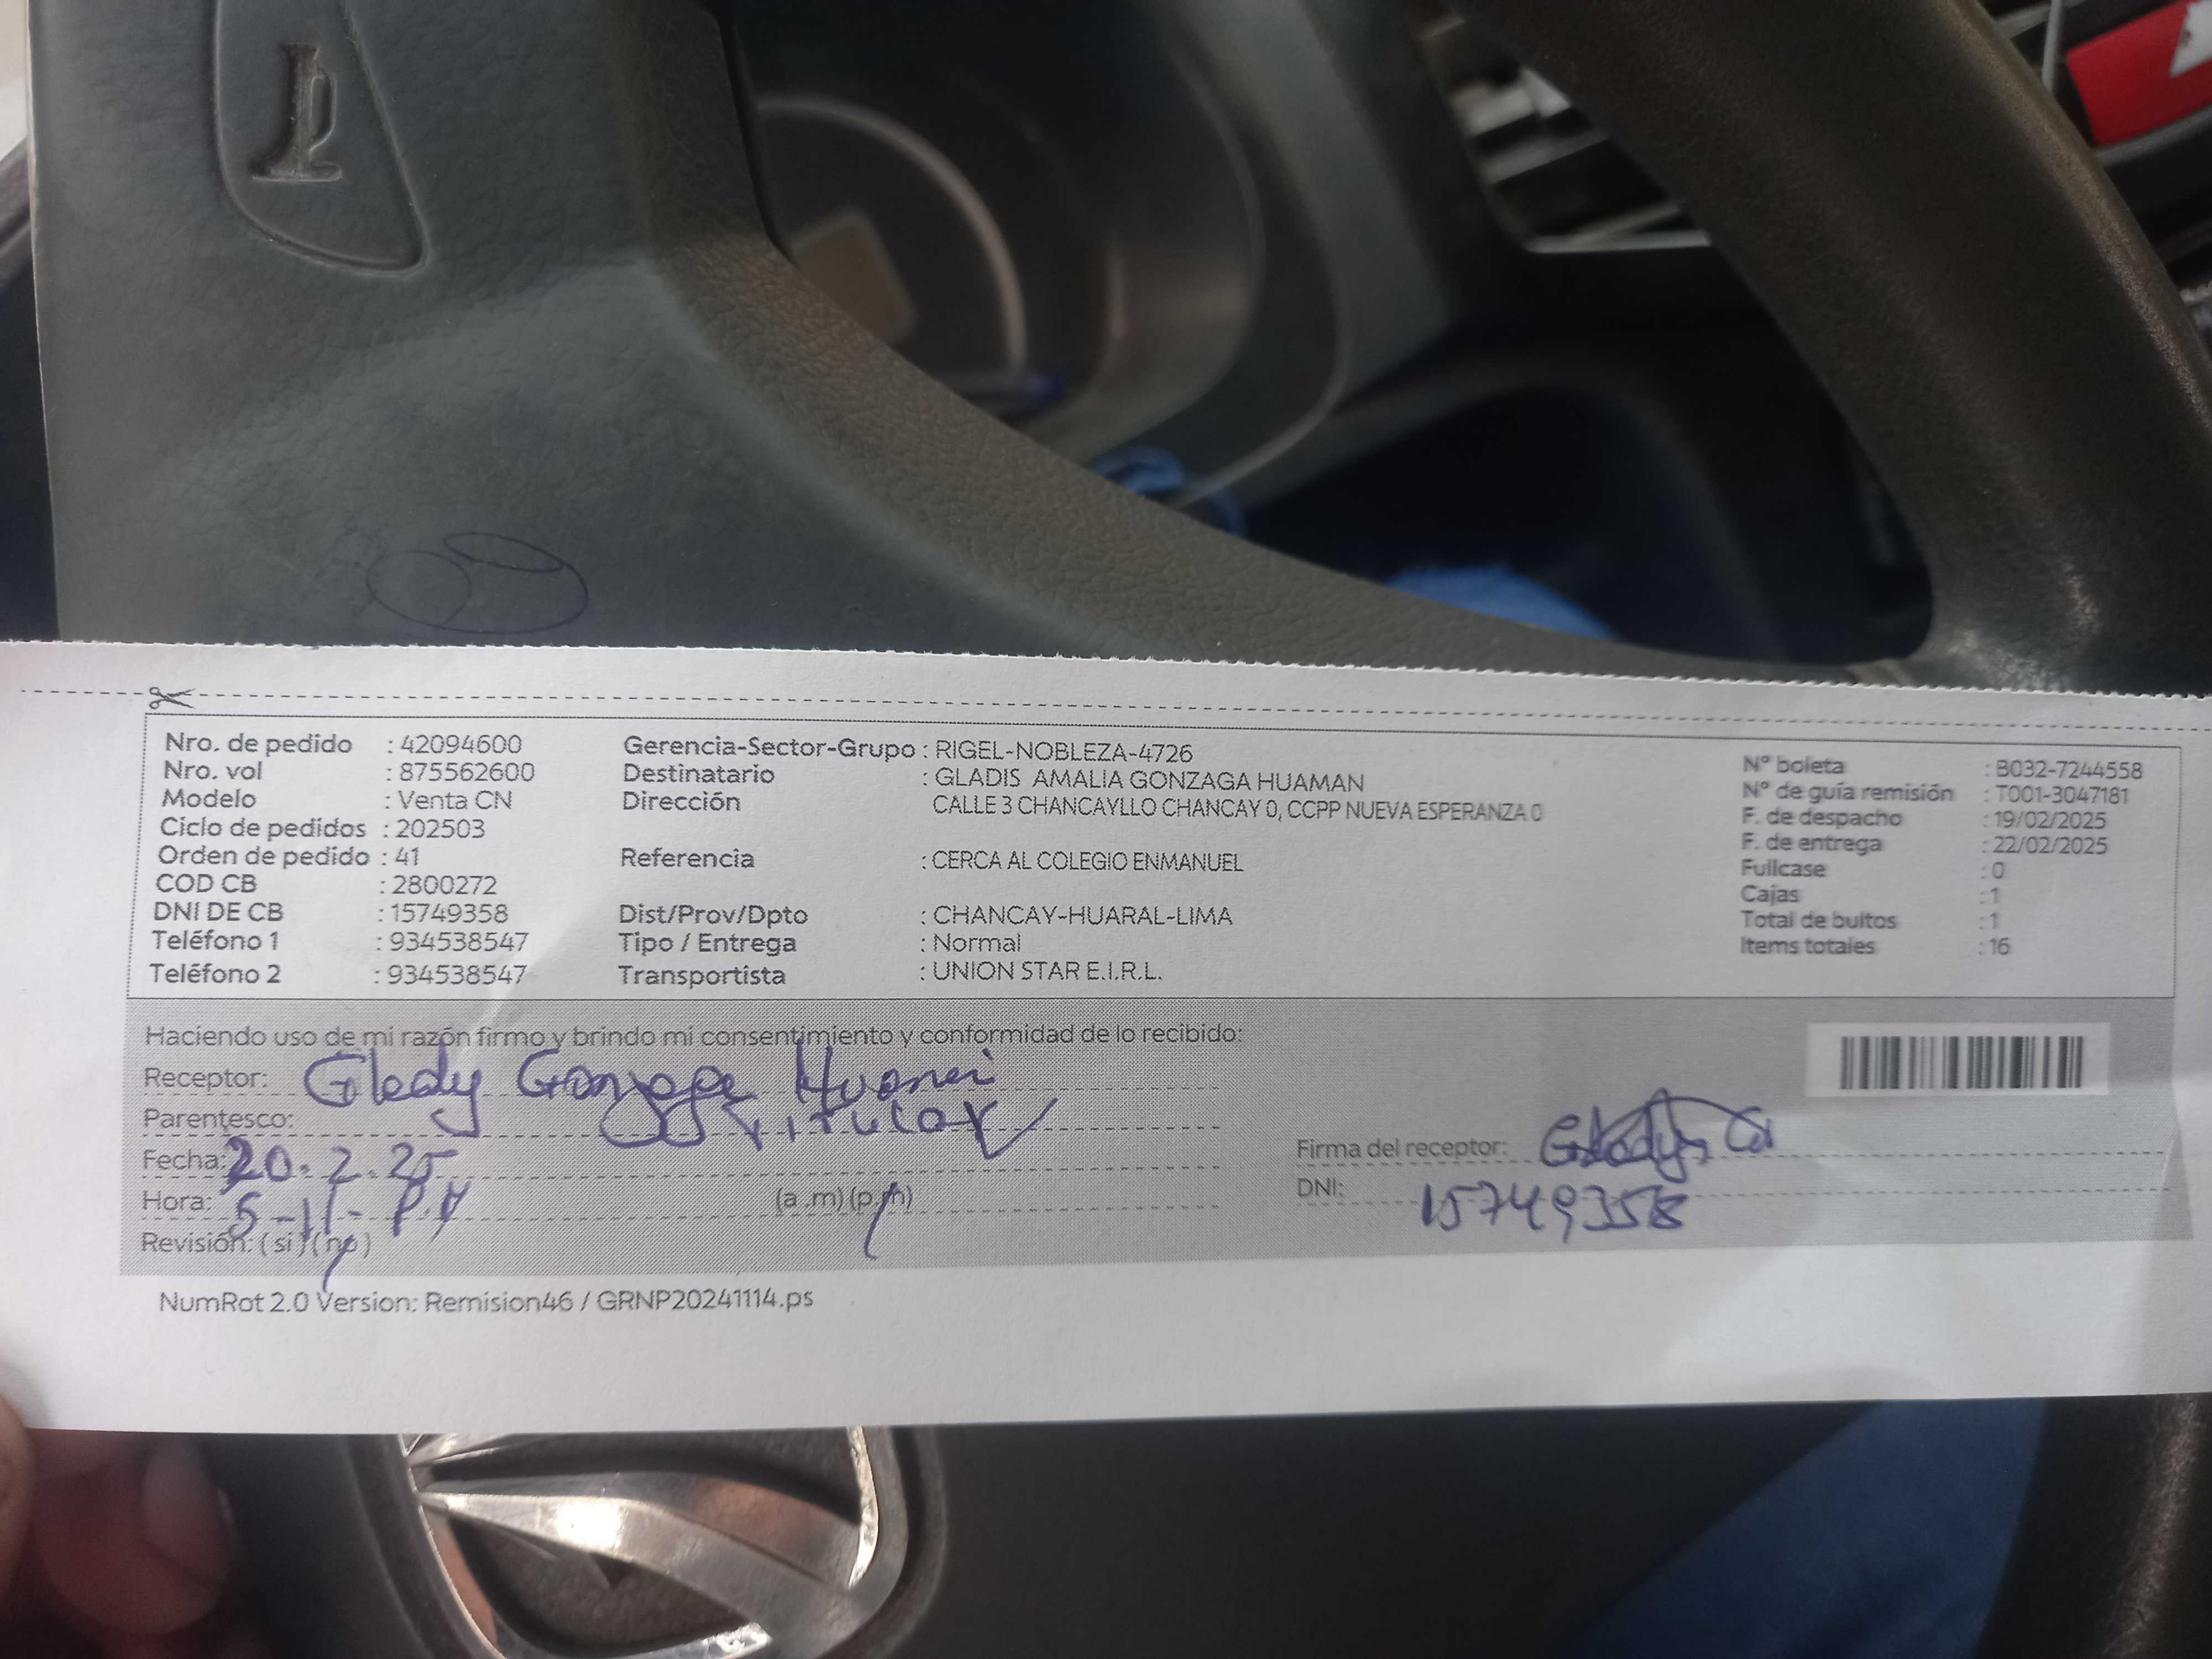 Nro. de pedido : 42094600
Nro. vol : 875562600
Modelo : Venta CN
Ciclo de pedidos : 202503
Orden de pedido : 41
COD CB : 2800272
DNI DE CB : 15749358
Teléfono 1 : 934538547
Teléfono 2 : 934538547
Gerencia-Sector-Grupo : RIGEL-NOBLEZA-4726
Destinatario : GLADIS AMALIA GONZAGA HUAMAN
Dirección CALLE 3 CHANCAYLLO CHANCAY 0, CCPP NUEVA ESPERANZA 0
Referencia : CERCA AL COLEGIO ENMANUEL
Dist/Prov/Dpto : CHANCAY-HUARAL-LIMA
Tipo / Entrega : Normal
Transportista : UNION STAR E.I.R.L.
N° boleta : B032-7244558
N° de guía remisión : T001-3047181
F. de despacho : 19/02/2025
F. de entrega : 22/02/2025
Fullcase : 0
Cajas : 1
Total de bultos : 1
Items totales : 16
Haciendo uso de mi razón firmo y brindo mi consentimiento y conformidad de lo recibido:
Receptor: Glady Gonzaga
Parentesco: Titular
Fecha: 20.2.25
Hora: 5-11- P.M (a.m) (p.m)
Revisión: (si) (no)
Firma del receptor: Gladys
DNI: 15749358
NumRot 2.0 Version: Remision46 / GRNP20241114.ps